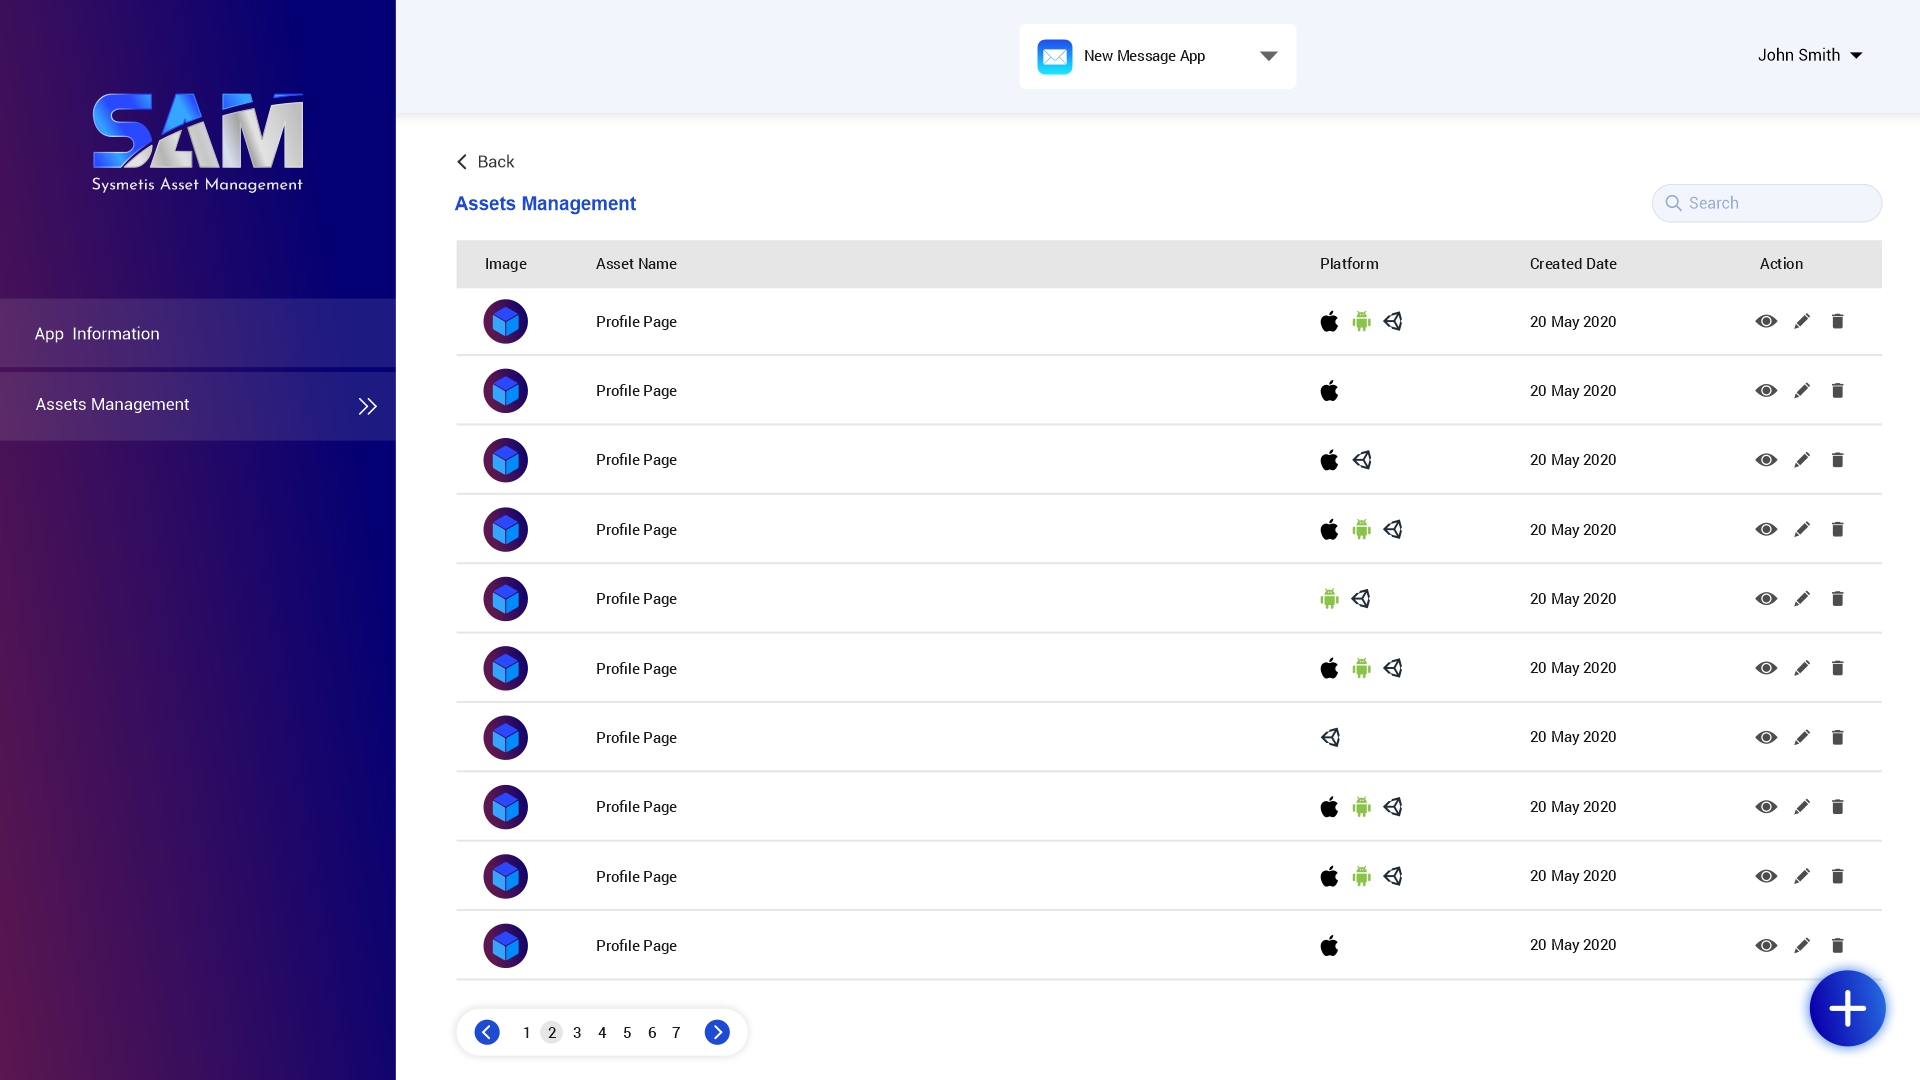 SAM
Sysmetis Asset Management
App Information
Assets Management
New Message App
John Smith
Back
Assets Management
Search
Image Asset Name Platform Created Date Action
Profile Page 20 May 2020
Profile Page 20 May 2020
Profile Page 20 May 2020
Profile Page 20 May 2020
Profile Page 20 May 2020
Profile Page 20 May 2020
Profile Page 20 May 2020
Profile Page 20 May 2020
Profile Page 20 May 2020
Profile Page 20 May 2020
1 2 3 4 5 6 7